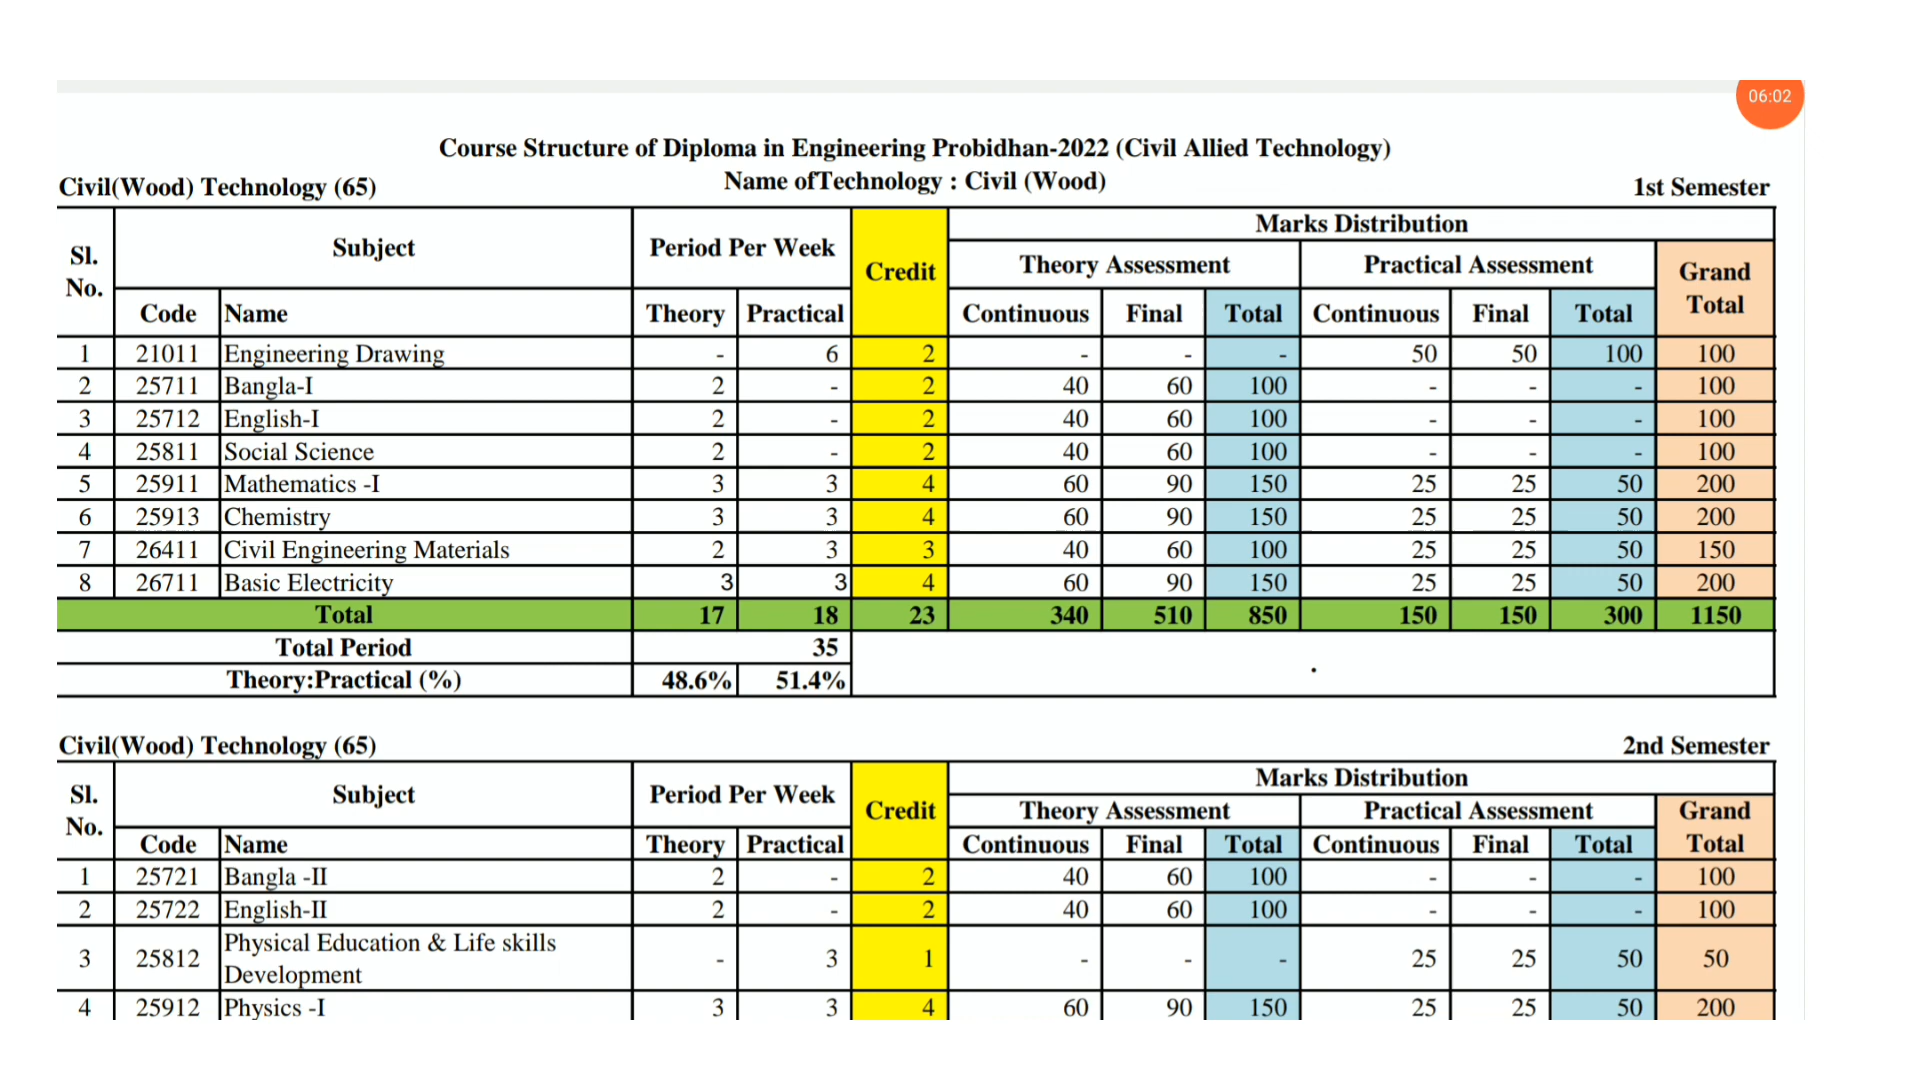 06:02
Course Structure of Diploma in Engineering Probidhan-2022 (Civil Allied Technology)
Name ofTechnology : Civil (Wood)
Civil(Wood) Technology (65) 1st Semester
Sl. No. Subject Period Per Week Credit Marks Distribution
Theory Assessment Practical Assessment Grand Total
Code Name Theory Practical Continuous Final Total Continuous Final Total
1 21011 Engineering Drawing - 6 2 - - - 50 50 100 100
2 25711 Bangla-I 2 - 2 40 60 100 - - - 100
3 25712 English-I 2 - 2 40 60 100 - - - 100
4 25811 Social Science 2 - 2 40 60 100 - - - 100
5 25911 Mathematics -I 3 3 4 60 90 150 25 25 50 200
6 25913 Chemistry 3 3 4 60 90 150 25 25 50 200
7 26411 Civil Engineering Materials 2 3 3 40 60 100 25 25 50 150
8 26711 Basic Electricity 3 3 4 60 90 150 25 25 50 200
Total 17 18 23 340 510 850 150 150 300 1150
Total Period 35
Theory:Practical (%) 48.6% 51.4% .
Civil(Wood) Technology (65) 2nd Semester
Sl. No. Subject Period Per Week Credit Marks Distribution
Theory Assessment Practical Assessment Grand Total
Code Name Theory Practical Continuous Final Total Continuous Final Total
1 25721 Bangla -II 2 - 2 40 60 100 - - - 100
2 25722 English-II 2 - 2 40 60 100 - - - 100
3 25812 Physical Education & Life skills Development - 3 1 - - - 25 25 50 50
4 25912 Physics -I 3 3 4 60 90 150 25 25 50 200